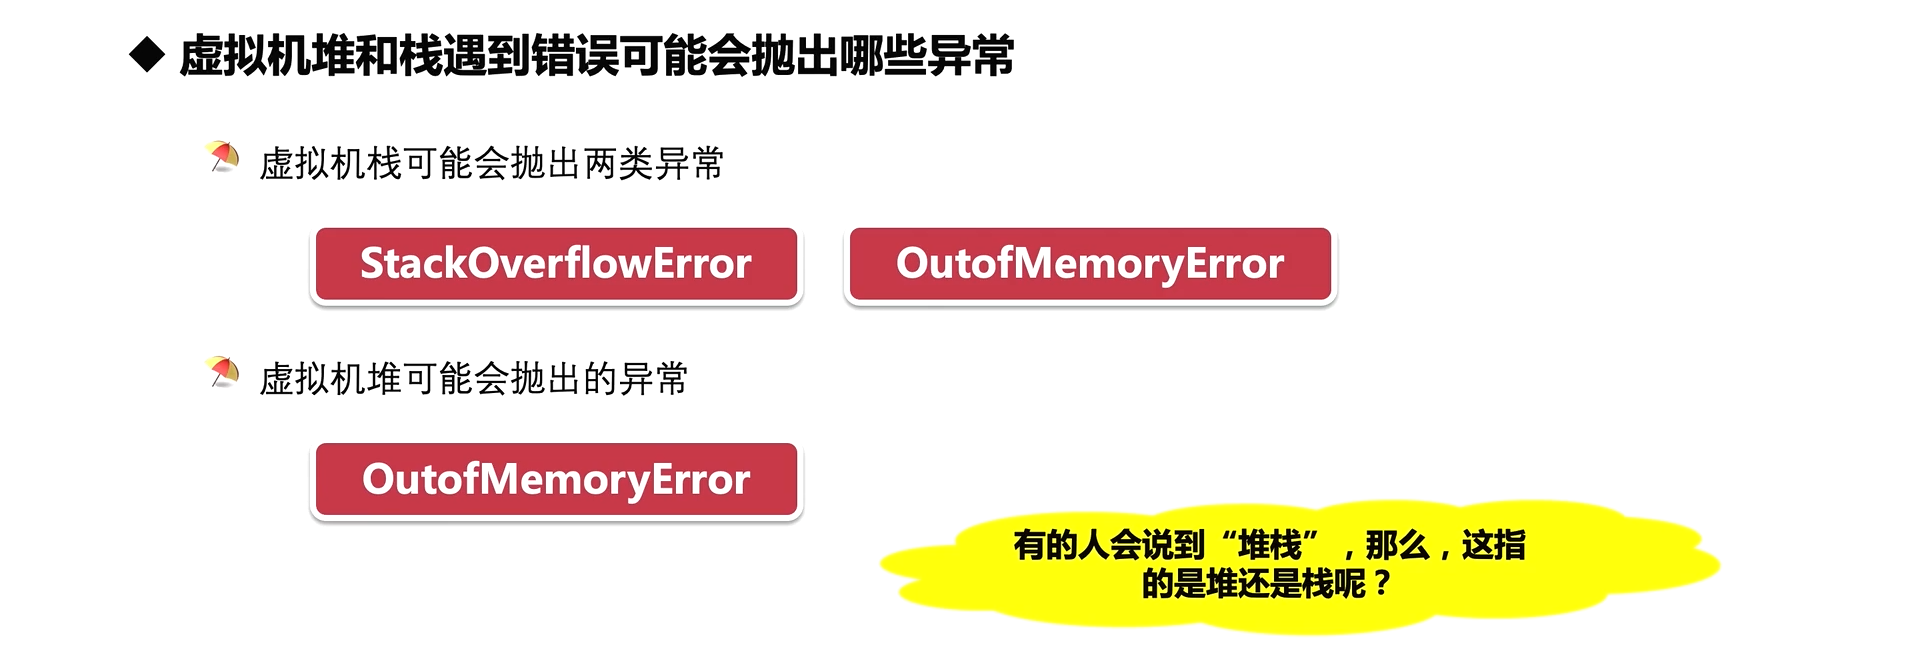 虚拟机堆和栈遇到错误可能会抛出哪些异常
虚拟机栈可能会抛出两类异常
StackOverflowError
OutofMemoryError
虚拟机堆可能会抛出的异常
OutofMemoryError
有的人会说到“堆栈”，那么，这指
的是堆还是栈呢？